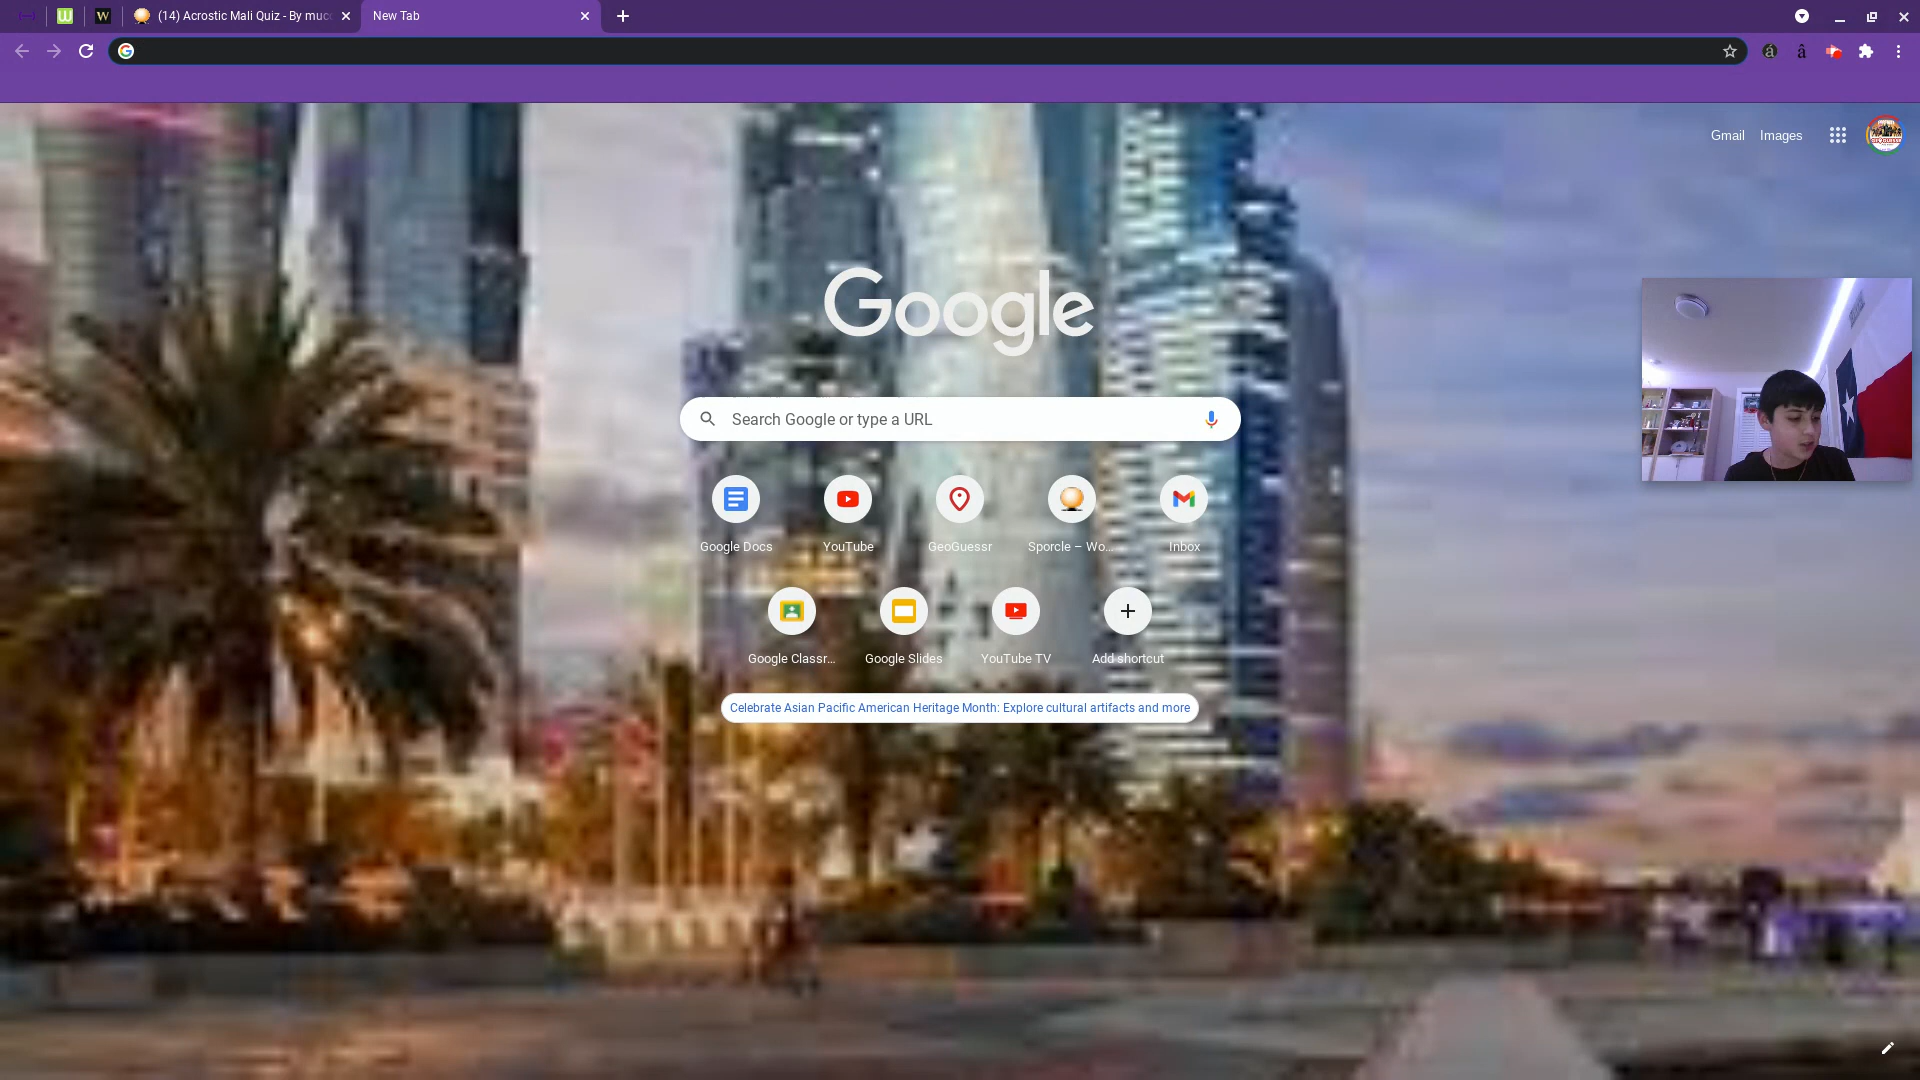 (14) Acrostic Mali Quiz - By muc
New Tab
Gmail
Images
Google
Search Google or type a URL
Google Docs
YouTube
GeoGuessr
Sporcle – Wo...
Inbox
Google Classr...
Google Slides
YouTube TV
Add shortcut
Celebrate Asian Pacific American Heritage Month: Explore cultural artifacts and more